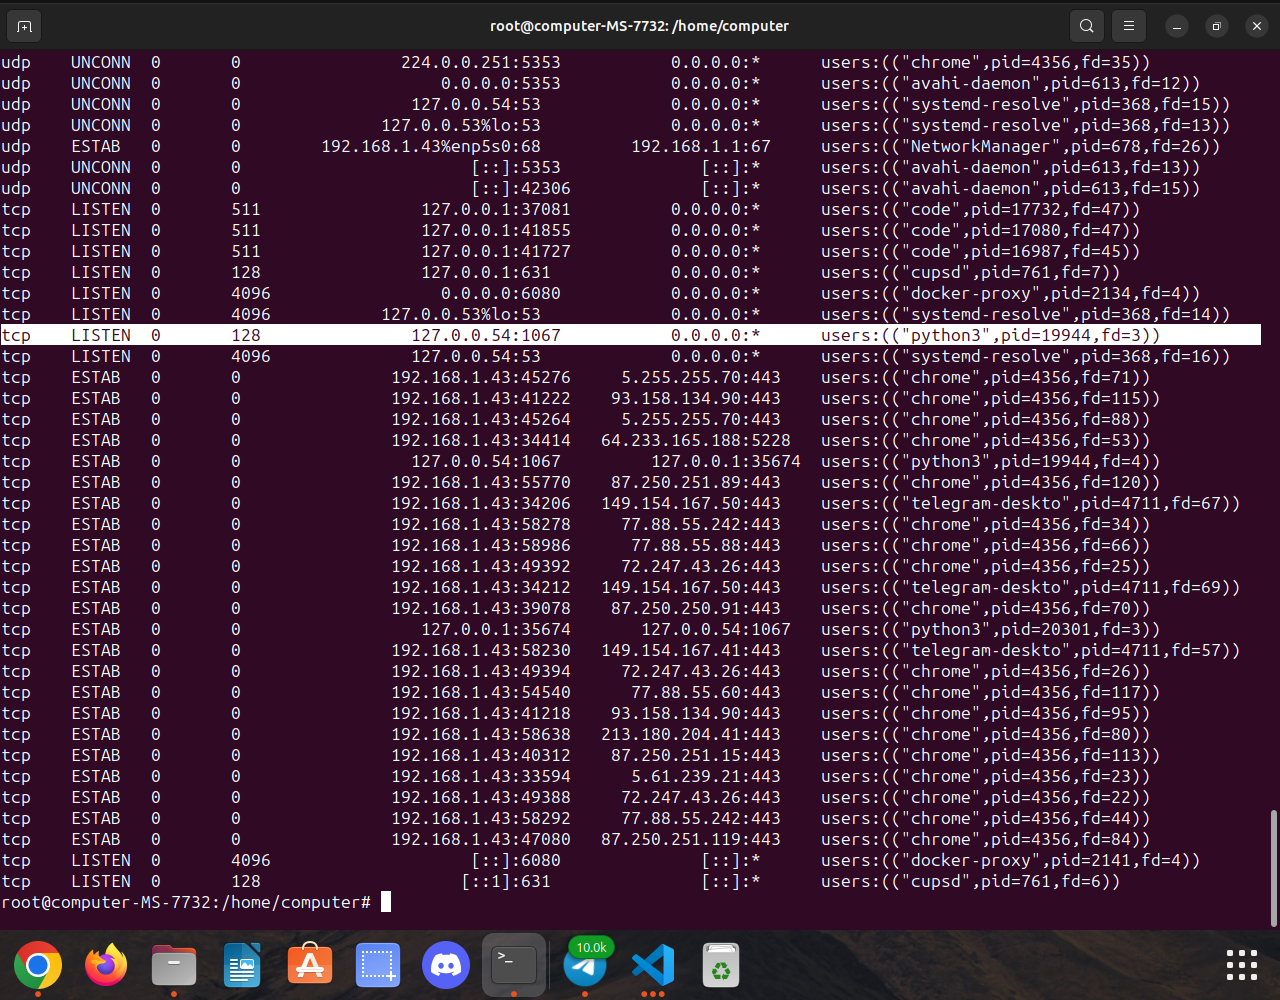 root@computer-MS-7732: /home/computer
udp UNCONN 0 0 224.0.0.251:5353 0.0.0.0:* users:(("chrome",pid=4356,fd=35))
udp UNCONN 0 0 0.0.0.0:5353 0.0.0.0:* users:(("avahi-daemon",pid=613,fd=12))
udp UNCONN 0 0 127.0.0.54:53 0.0.0.0:* users:(("systemd-resolve",pid=368,fd=15))
udp UNCONN 0 0 127.0.0.53%lo:53 0.0.0.0:* users:(("systemd-resolve",pid=368,fd=13))
udp ESTAB 0 0 192.168.1.43%enp5s0:68 192.168.1.1:67 users:(("NetworkManager",pid=678,fd=26))
udp UNCONN 0 0 [::]:5353 [::]:* users:(("avahi-daemon",pid=613,fd=13))
udp UNCONN 0 0 [::]:42306 [::]:* users:(("avahi-daemon",pid=613,fd=15))
tcp LISTEN 0 511 127.0.0.1:37081 0.0.0.0:* users:(("code",pid=17732,fd=47))
tcp LISTEN 0 511 127.0.0.1:41855 0.0.0.0:* users:(("code",pid=17080,fd=47))
tcp LISTEN 0 511 127.0.0.1:41727 0.0.0.0:* users:(("code",pid=16987,fd=45))
tcp LISTEN 0 128 127.0.0.1:631 0.0.0.0:* users:(("cupsd",pid=761,fd=7))
tcp LISTEN 0 4096 0.0.0.0:6080 0.0.0.0:* users:(("docker-proxy",pid=2134,fd=4))
tcp LISTEN 0 4096 127.0.0.53%lo:53 0.0.0.0:* users:(("systemd-resolve",pid=368,fd=14))
tcp LISTEN 0 128 127.0.0.54:1067 0.0.0.0:* users:(("python3",pid=19944,fd=3))
tcp LISTEN 0 4096 127.0.0.54:53 0.0.0.0:* users:(("systemd-resolve",pid=368,fd=16))
tcp ESTAB 0 0 192.168.1.43:45276 5.255.255.70:443 users:(("chrome",pid=4356,fd=71))
tcp ESTAB 0 0 192.168.1.43:41222 93.158.134.90:443 users:(("chrome",pid=4356,fd=115))
tcp ESTAB 0 0 192.168.1.43:45264 5.255.255.70:443 users:(("chrome",pid=4356,fd=88))
tcp ESTAB 0 0 192.168.1.43:34414 64.233.165.188:5228 users:(("chrome",pid=4356,fd=53))
tcp ESTAB 0 0 127.0.0.54:1067 127.0.0.1:35674 users:(("python3",pid=19944,fd=4))
tcp ESTAB 0 0 192.168.1.43:55770 87.250.251.89:443 users:(("chrome",pid=4356,fd=120))
tcp ESTAB 0 0 192.168.1.43:34206 149.154.167.50:443 users:(("telegram-deskto",pid=4711,fd=67))
tcp ESTAB 0 0 192.168.1.43:58278 77.88.55.242:443 users:(("chrome",pid=4356,fd=34))
tcp ESTAB 0 0 192.168.1.43:58986 77.88.55.88:443 users:(("chrome",pid=4356,fd=66))
tcp ESTAB 0 0 192.168.1.43:49392 72.247.43.26:443 users:(("chrome",pid=4356,fd=25))
tcp ESTAB 0 0 192.168.1.43:34212 149.154.167.50:443 users:(("telegram-deskto",pid=4711,fd=69))
tcp ESTAB 0 0 192.168.1.43:39078 87.250.250.91:443 users:(("chrome",pid=4356,fd=70))
tcp ESTAB 0 0 127.0.0.1:35674 127.0.0.54:1067 users:(("python3",pid=20301,fd=3))
tcp ESTAB 0 0 192.168.1.43:58230 149.154.167.41:443 users:(("telegram-deskto",pid=4711,fd=57))
tcp ESTAB 0 0 192.168.1.43:49394 72.247.43.26:443 users:(("chrome",pid=4356,fd=26))
tcp ESTAB 0 0 192.168.1.43:54540 77.88.55.60:443 users:(("chrome",pid=4356,fd=117))
tcp ESTAB 0 0 192.168.1.43:41218 93.158.134.90:443 users:(("chrome",pid=4356,fd=95))
tcp ESTAB 0 0 192.168.1.43:58638 213.180.204.41:443 users:(("chrome",pid=4356,fd=80))
tcp ESTAB 0 0 192.168.1.43:40312 87.250.251.15:443 users:(("chrome",pid=4356,fd=113))
tcp ESTAB 0 0 192.168.1.43:33594 5.61.239.21:443 users:(("chrome",pid=4356,fd=23))
tcp ESTAB 0 0 192.168.1.43:49388 72.247.43.26:443 users:(("chrome",pid=4356,fd=22))
tcp ESTAB 0 0 192.168.1.43:58292 77.88.55.242:443 users:(("chrome",pid=4356,fd=44))
tcp ESTAB 0 0 192.168.1.43:47080 87.250.251.119:443 users:(("chrome",pid=4356,fd=84))
tcp LISTEN 0 4096 [::]:6080 [::]:* users:(("docker-proxy",pid=2141,fd=4))
tcp LISTEN 0 128 [::1]:631 [::]:* users:(("cupsd",pid=761,fd=6))
root@computer-MS-7732:/home/computer#
>_
10.0k